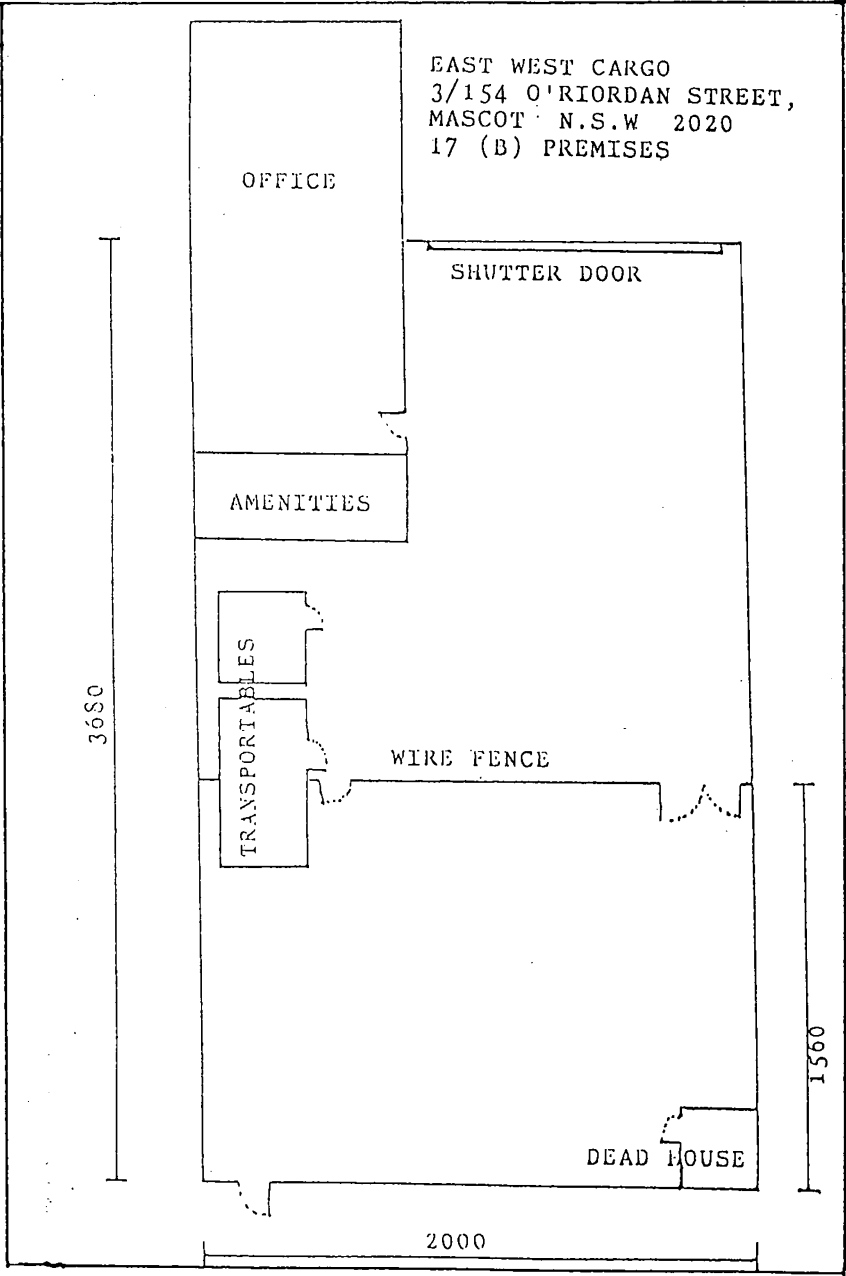 EAST WEST CARGO
3/154 O'RIORDAN STREET,
MASCOT N.S.W 2020
17 (B) PREMISES
OFFICE
SHUTTER DOOR
AMENITIES
TRANSPORTABLES
3680
WIRE FENCE
1560
DEAD HOUSE
2000